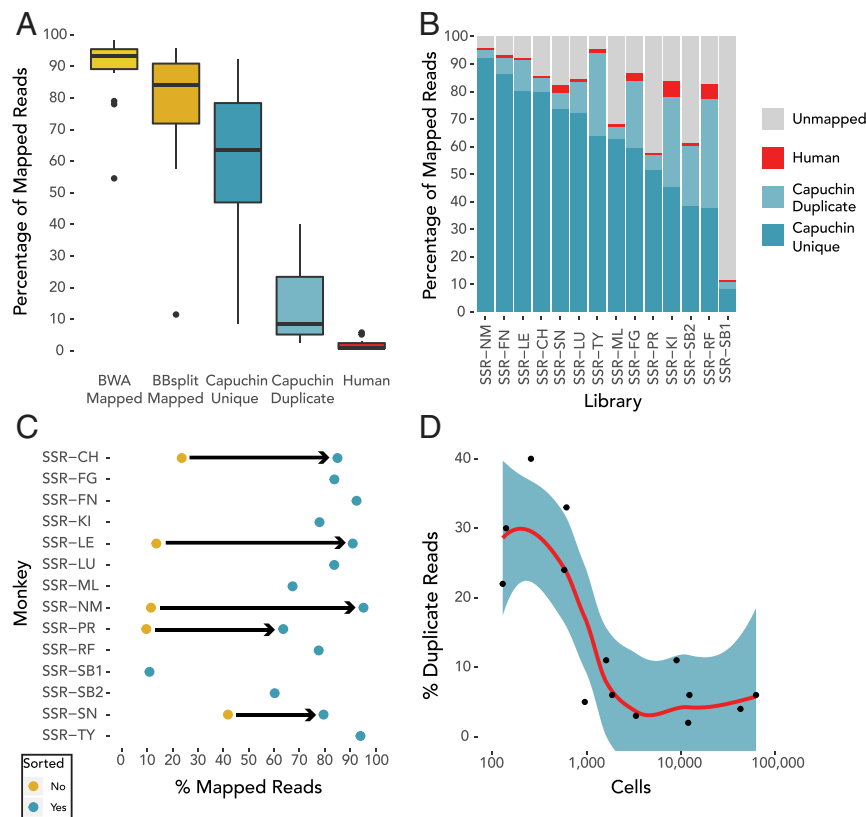 A
Percentage of Mapped Reads
100
90
80
70
60
50
40
30
20
10
0
BWA Mapped
BBsplit Mapped
Capuchin Unique
Capuchin Duplicate
Human
B
Percentage of Mapped Reads
100
90
80
70
60
50
40
30
20
10
0
SSR-NM
SSR-FN
SSR-LE
SSR-CH
SSR-SN
SSR-LU
SSR-TY
SSR-ML
SSR-FG
SSR-PR
SSR-KI
SSR-SB2
SSR-RF
SSR-SB1
Library
Unmapped
Human
Capuchin
Duplicate
Capuchin
Unique
C
Monkey
SSR-CH
SSR-FG
SSR-FN
SSR-KI
SSR-LE
SSR-LU
SSR-ML
SSR-NM
SSR-PR
SSR-RF
SSR-SB1
SSR-SB2
SSR-SN
SSR-TY
0 10 20 30 40 50 60 70 80 90 100
% Mapped Reads
Sorted
No
Yes
D
% Duplicate Reads
40
30
20
10
0
100 1,000 10,000 100,000
Cells